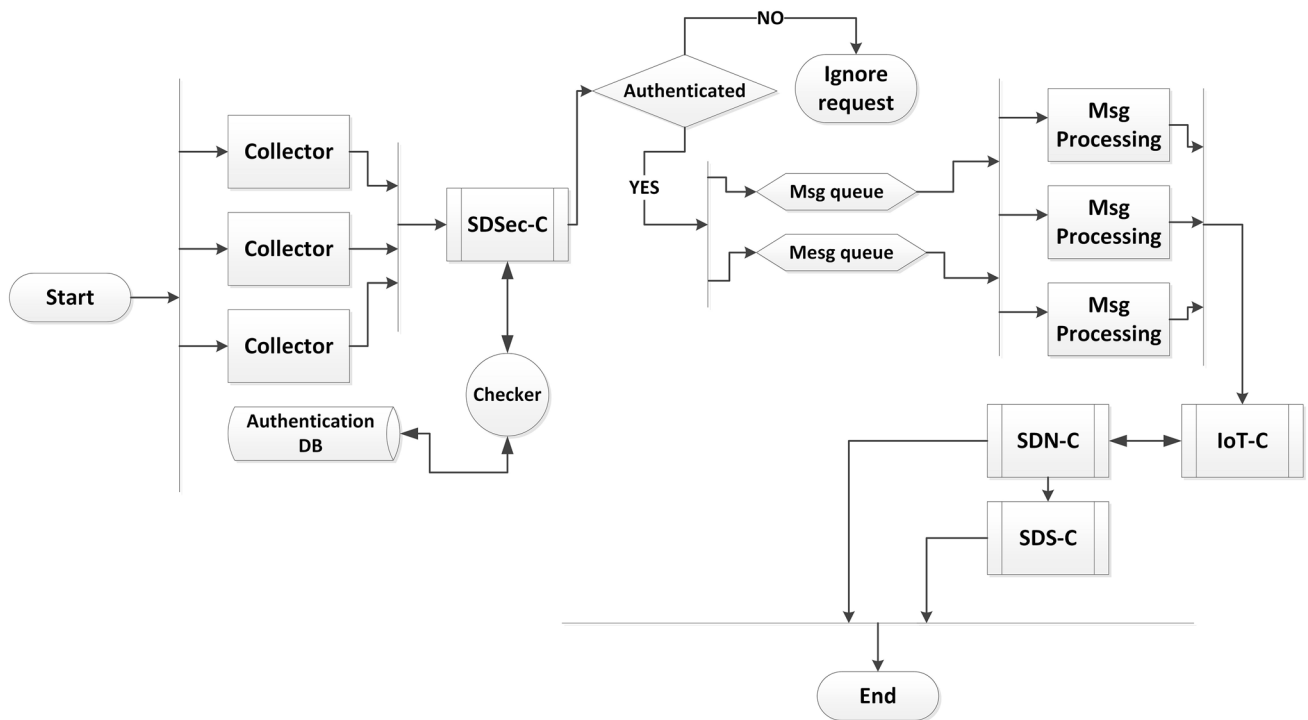 NO
Authenticated
Ignore
request
Collector
Collector
Collector
Start
SDSec-C
Checker
Authentication
DB
YES
Msg queue
Mesg queue
Msg
Processing
Msg
Processing
Msg
Processing
SDN-C
IoT-C
SDS-C
End